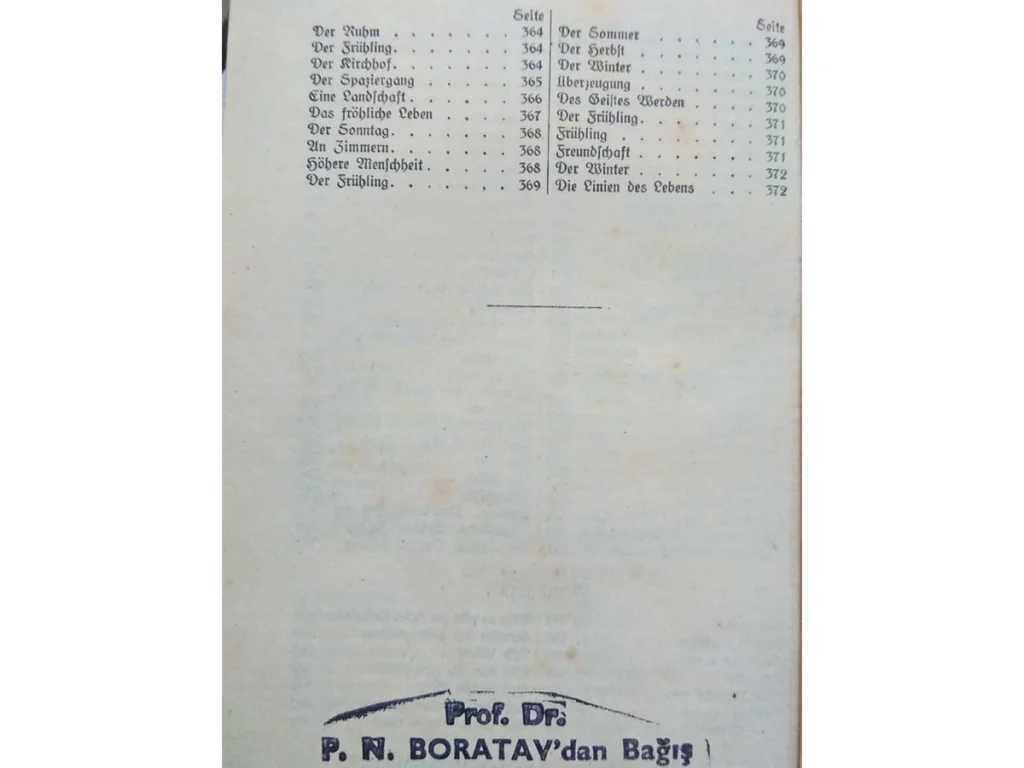 Seite
Der Ruhm . . . . . . . 364
Der Frühling. . . . . . . 364
Der Kirchhof. . . . . . . 364
Der Spaziergang . . . . . . 365
Eine Landschaft . . . . . . 366
Das fröhliche Leben . . . . . 367
Der Sonntag. . . . . . . 368
An Zimmern. . . . . . . 368
Höhere Menschheit . . . . . 368
Der Frühling. . . . . . . 369
Seite
Der Sommer . . . . . . 369
Der Herbst . . . . . . . 369
Der Winter . . . . . . . 370
Überzeugung . . . . . . . 370
Des Geistes Werden . . . . . 370
Der Frühling. . . . . . . 371
Frühling . . . . . . . . 371
Freundschaft . . . . . . . 371
Der Winter . . . . . . . 372
Die Linien des Lebens . . . . 372
Prof. Dr.
P. N. BORATAV'dan Bağış